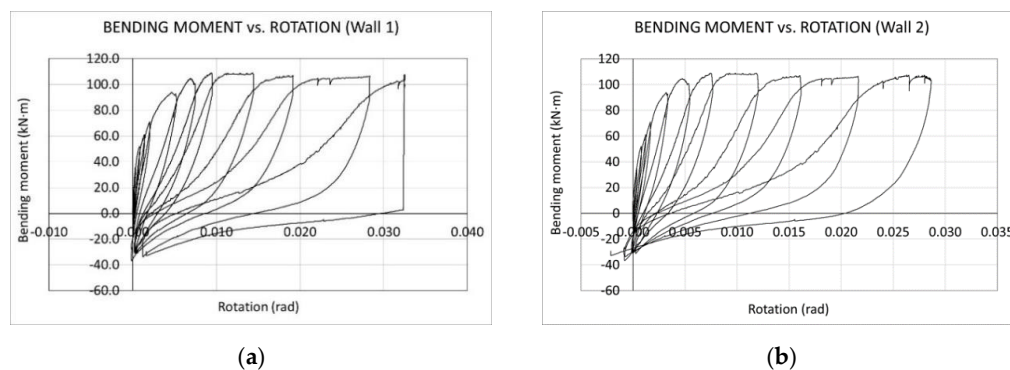 BENDING MOMENT vs. ROTATION (Wall 1)
Bending moment (kN·m)
120.0
100.0
80.0
60.0
40.0
20.0
0.0
-20.0
-40.0
-60.0
-0.010 0.000 0.010 0.020 0.030 0.040
Rotation (rad)
(a)
BENDING MOMENT vs. ROTATION (Wall 2)
Bending moment (kN·m)
120
100
80
60
40
20
0
-20
-40
-60
-0.005 0.000 0.005 0.010 0.015 0.020 0.025 0.030 0.035
Rotation (rad)
(b)